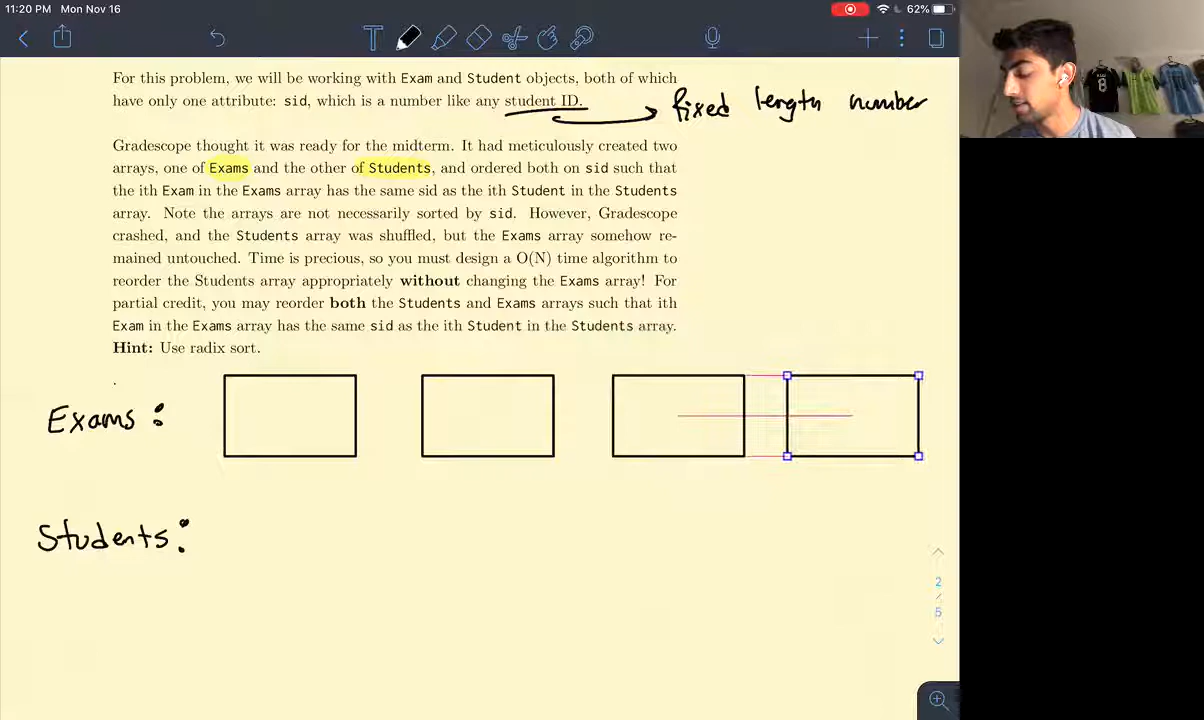 11:20 PM Mon Nov 16
62%
For this problem, we will be working with Exam and Student objects, both of which
have only one attribute: sid, which is a number like any student ID.
fixed length number
Gradescope thought it was ready for the midterm. It had meticulously created two
arrays, one of Exams and the other of Students, and ordered both on sid such that
the ith Exam in the Exams array has the same sid as the ith Student in the Students
array. Note the arrays are not necessarily sorted by sid. However, Gradescope
crashed, and the Students array was shuffled, but the Exams array somehow re-
mained untouched. Time is precious, so you must design a O(N) time algorithm to
reorder the Students array appropriately without changing the Exams array! For
partial credit, you may reorder both the Students and Exams arrays such that ith
Exam in the Exams array has the same sid as the ith Student in the Students array.
Hint: Use radix sort.
.
Exams:
Students:
2
/
5
8